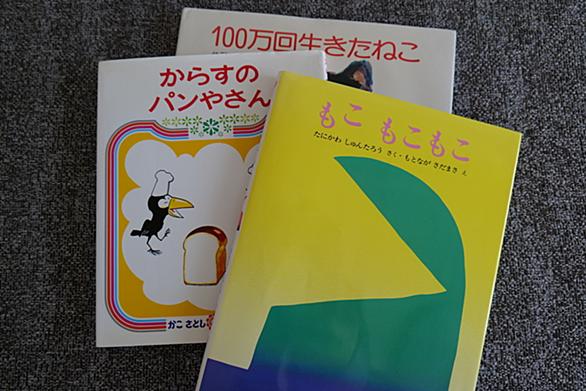 100万回生きたねこ
からすの
パンやさん
かこ さとし
もこ もこもこ
たにかわ しゅんたろう さく・もとなが さだまさ え